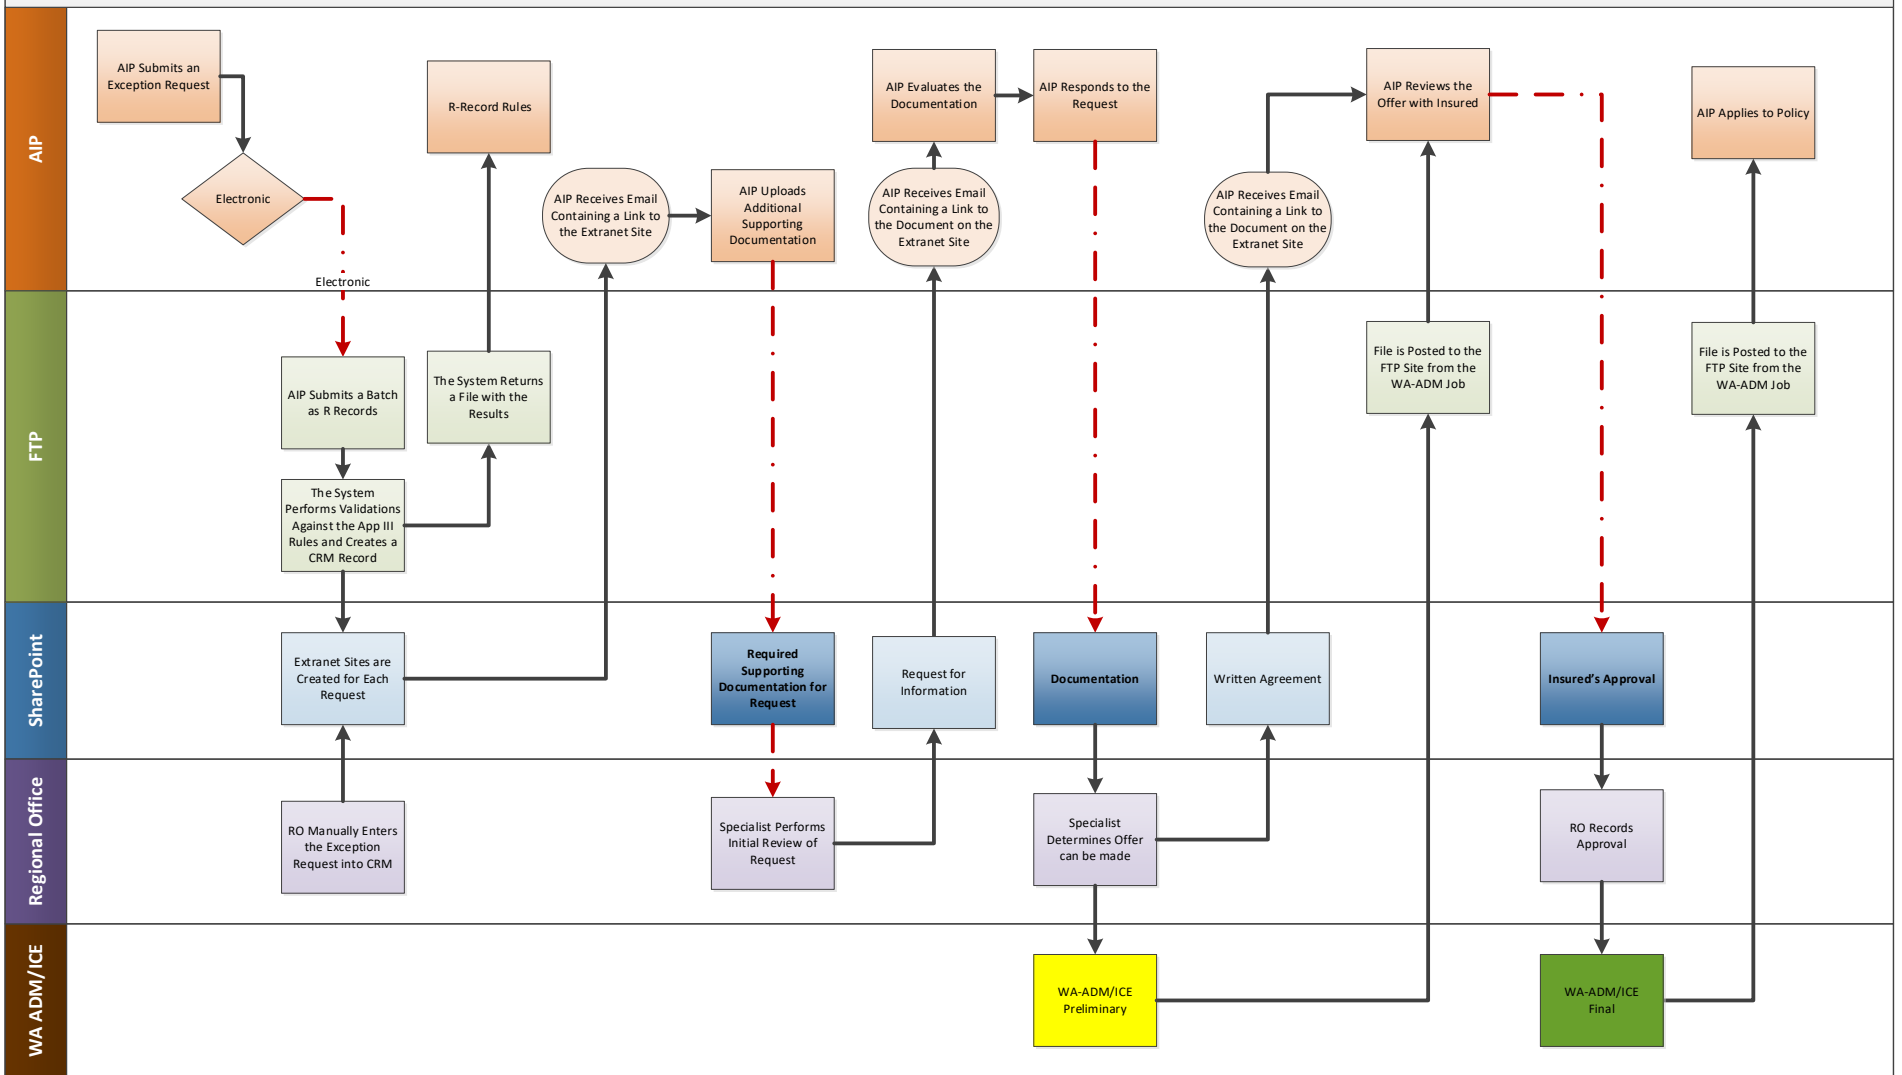 AIP
AIP Submits an
Exception Request
Electronic
Electronic
R-Record Rules
AIP Receives Email
Containing a Link to
the Extranet Site
AIP Uploads
Additional
Supporting
Documentation
AIP Evaluates the
Documentation
AIP Receives Email
Containing a Link to
the Document on the
Extranet Site
AIP Responds to the
Request
AIP Receives Email
Containing a Link to
the Document on the
Extranet Site
AIP Reviews the
Offer with Insured
AIP Applies to Policy
FTP
AIP Submits a Batch
as R Records
The System
Performs Validations
Against the App III
Rules and Creates a
CRM Record
The System Returns
a File with the
Results
File is Posted to the
FTP Site from the
WA-ADM Job
File is Posted to the
FTP Site from the
WA-ADM Job
SharePoint
Extranet Sites are
Created for Each
Request
Required
Supporting
Documentation for
Request
Request for
Information
Documentation
Written Agreement
Insured's Approval
Regional Office
RO Manually Enters
the Exception
Request into CRM
Specialist Performs
Initial Review of
Request
Specialist
Determines Offer
can be made
RO Records
Approval
WA ADM/ICE
WA-ADM/ICE
Preliminary
WA-ADM/ICE
Final